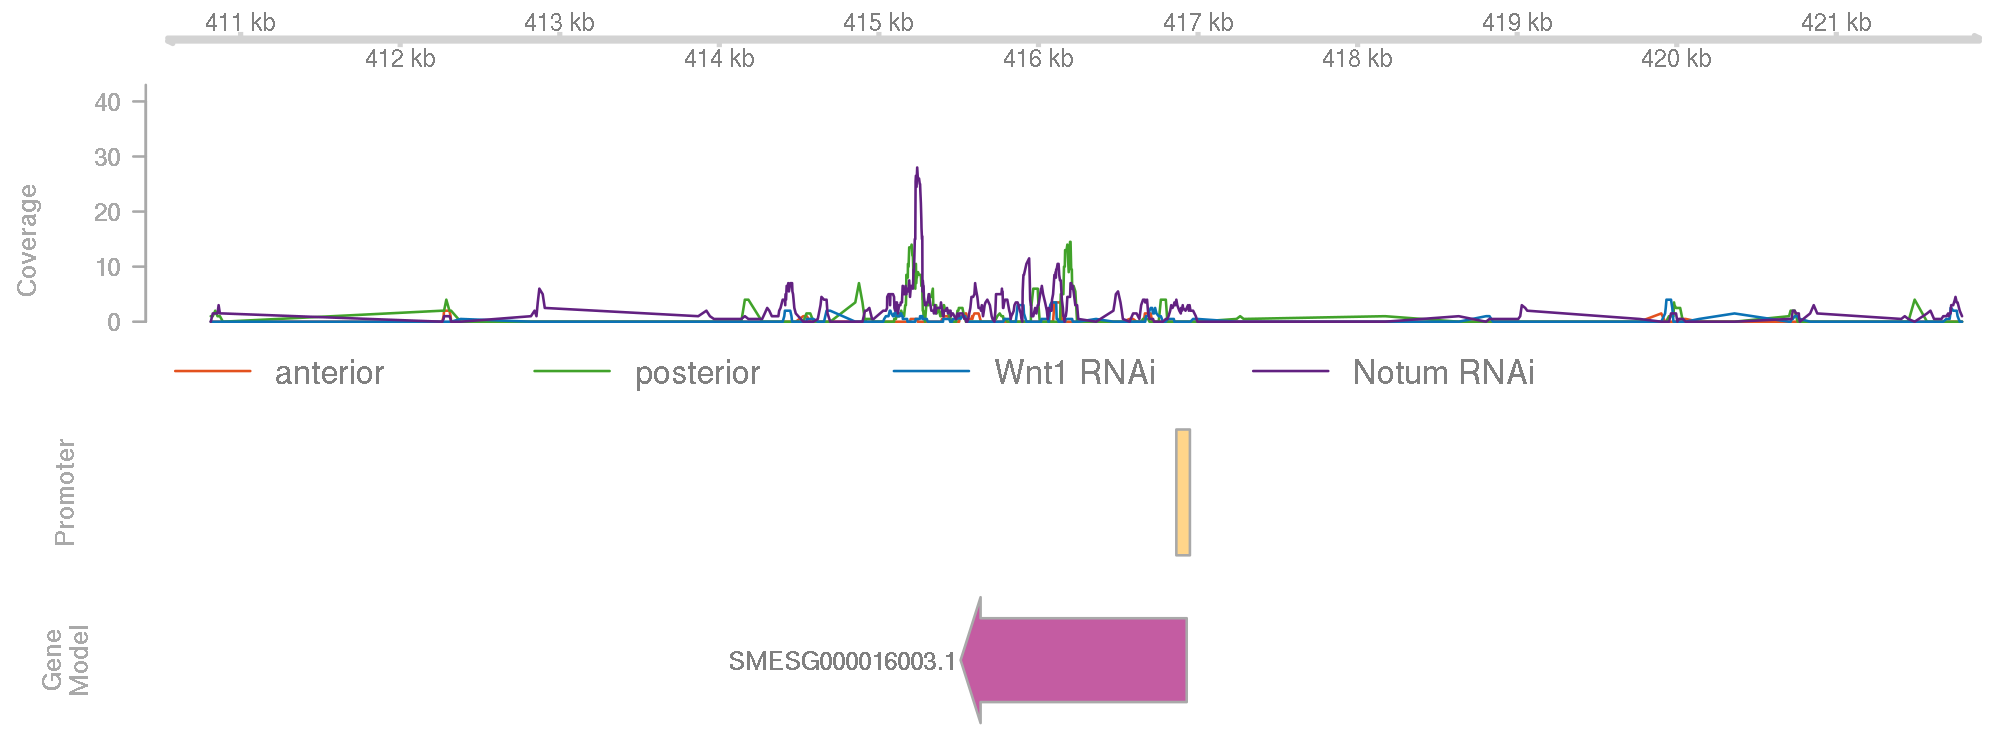 411 kb 413 kb 415 kb 417 kb 419 kb 421 kb
412 kb 414 kb 416 kb 418 kb 420 kb
Coverage
40
30
20
10
0
anterior posterior Wnt1 RNAi Notum RNAi
Promoter
Gene
Model
SMESG000016003.1